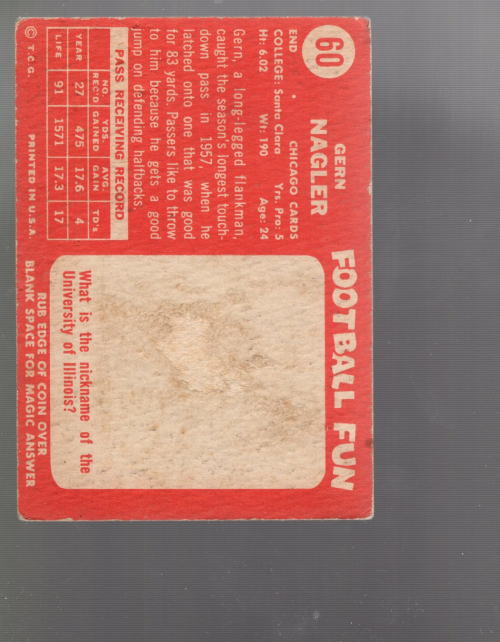 60
GERN
NAGLER
END • CHICAGO CARDS
COLLEGE: Santa Clara Yrs. Pro: 5
Ht: 6.02 Wt: 190 Age: 24
Gern, a long-legged flankman,
caught the season's longest touch-
down pass in 1957, when he
latched onto one that was good
for 83 yards. Passers like to throw
to him because he gets a good
jump on defending halfbacks.
PASS RECEIVING RECORD
YEAR NO. REC'D YDS. GAINED AVG. GAIN TD's
YEAR 27 475 17.6 4
LIFE 91 1571 17.3 17
© T.C.G. PRINTED IN U.S.A.
FOOTBALL FUN
What is the nickname of the
University of Illinois?
RUB EDGE OF COIN OVER
BLANK SPACE FOR MAGIC ANSWER